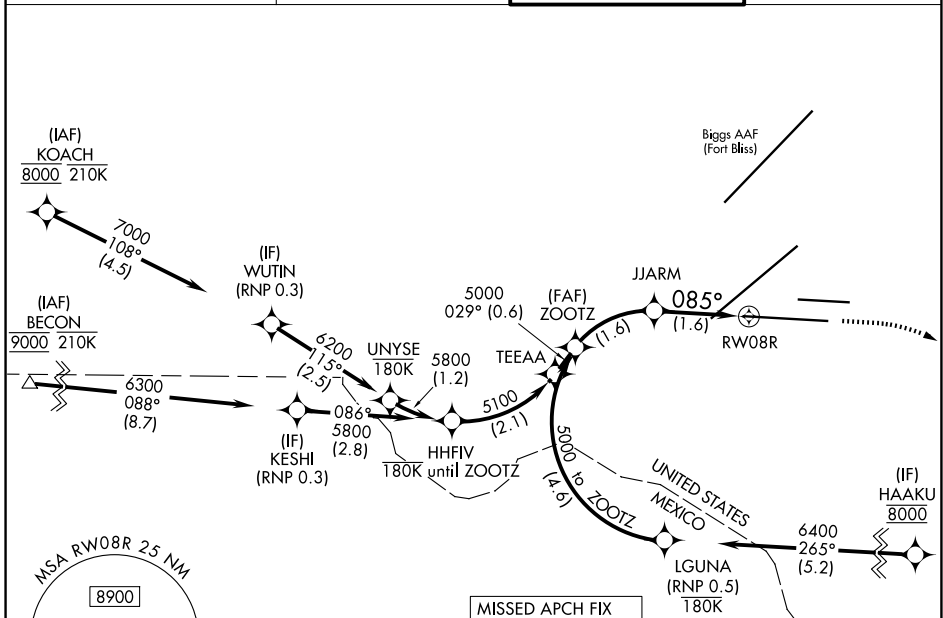 Biggs AAF
(Fort Bliss)
(IAF)
KOACH
8000 210K
7000
108°
(4.5)
(IF)
WUTIN
(RNP 0.3)
JJARM
085°
(1.6)
RW08R
(FAF)
ZOOTZ
5000
029° (0.6)
(1.6)
(IAF)
BECON
9000 210K
6300
088°
(8.7)
6200
115°
(2.5)
UNYSE
180K
5800
(1.2)
TEEAA
5100
(2.1)
086°
5800
(2.8)
(IF)
KESHI
(RNP 0.3)
HHFIV
180K until ZOOTZ
5000 to ZOOTZ
(4.6)
UNITED STATES
MEXICO
(IF)
HAAKU
8000
6400
265°
(5.2)
LGUNA
(RNP 0.5)
180K
MSA RW08R 25 NM
8900
MISSED APCH FIX